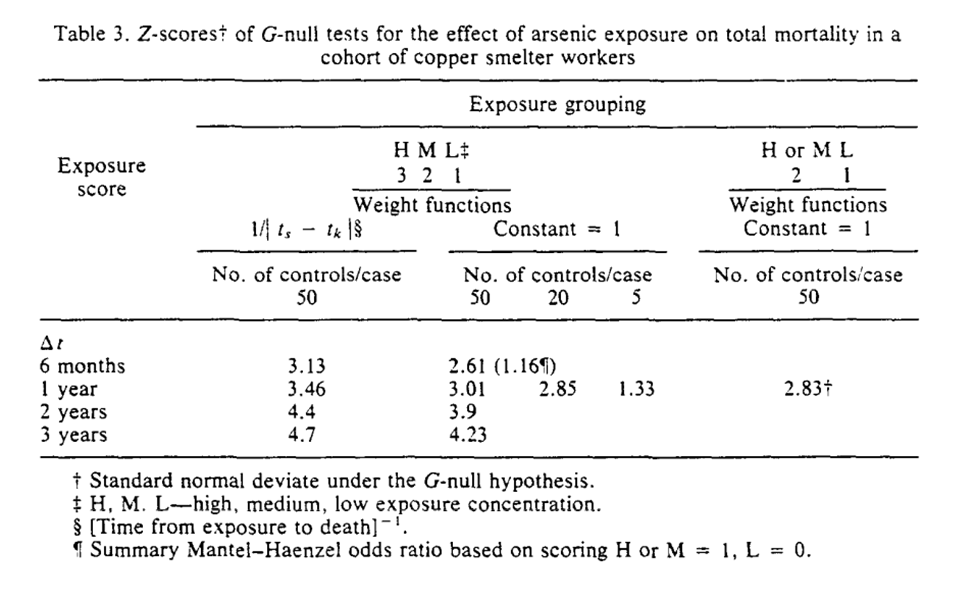 Table 3. Z-scores† of G-null tests for the effect of arsenic exposure on total mortality in a
cohort of copper smelter workers
Exposure grouping
Exposure
score
H M L‡
3 2 1
H or M L
2 1
Weight functions
Weight functions
1/| t_s − t_k |§
Constant = 1
Constant = 1
No. of controls/case
No. of controls/case
No. of controls/case
50
50 20 5
50
Δt
6 months 3.13 2.61 (1.16¶)
1 year 3.46 3.01 2.85 1.33 2.83†
2 years 4.4 3.9
3 years 4.7 4.23
† Standard normal deviate under the G-null hypothesis.
‡ H, M. L—high, medium, low exposure concentration.
§ [Time from exposure to death]⁻¹.
¶ Summary Mantel–Haenzel odds ratio based on scoring H or M = 1, L = 0.